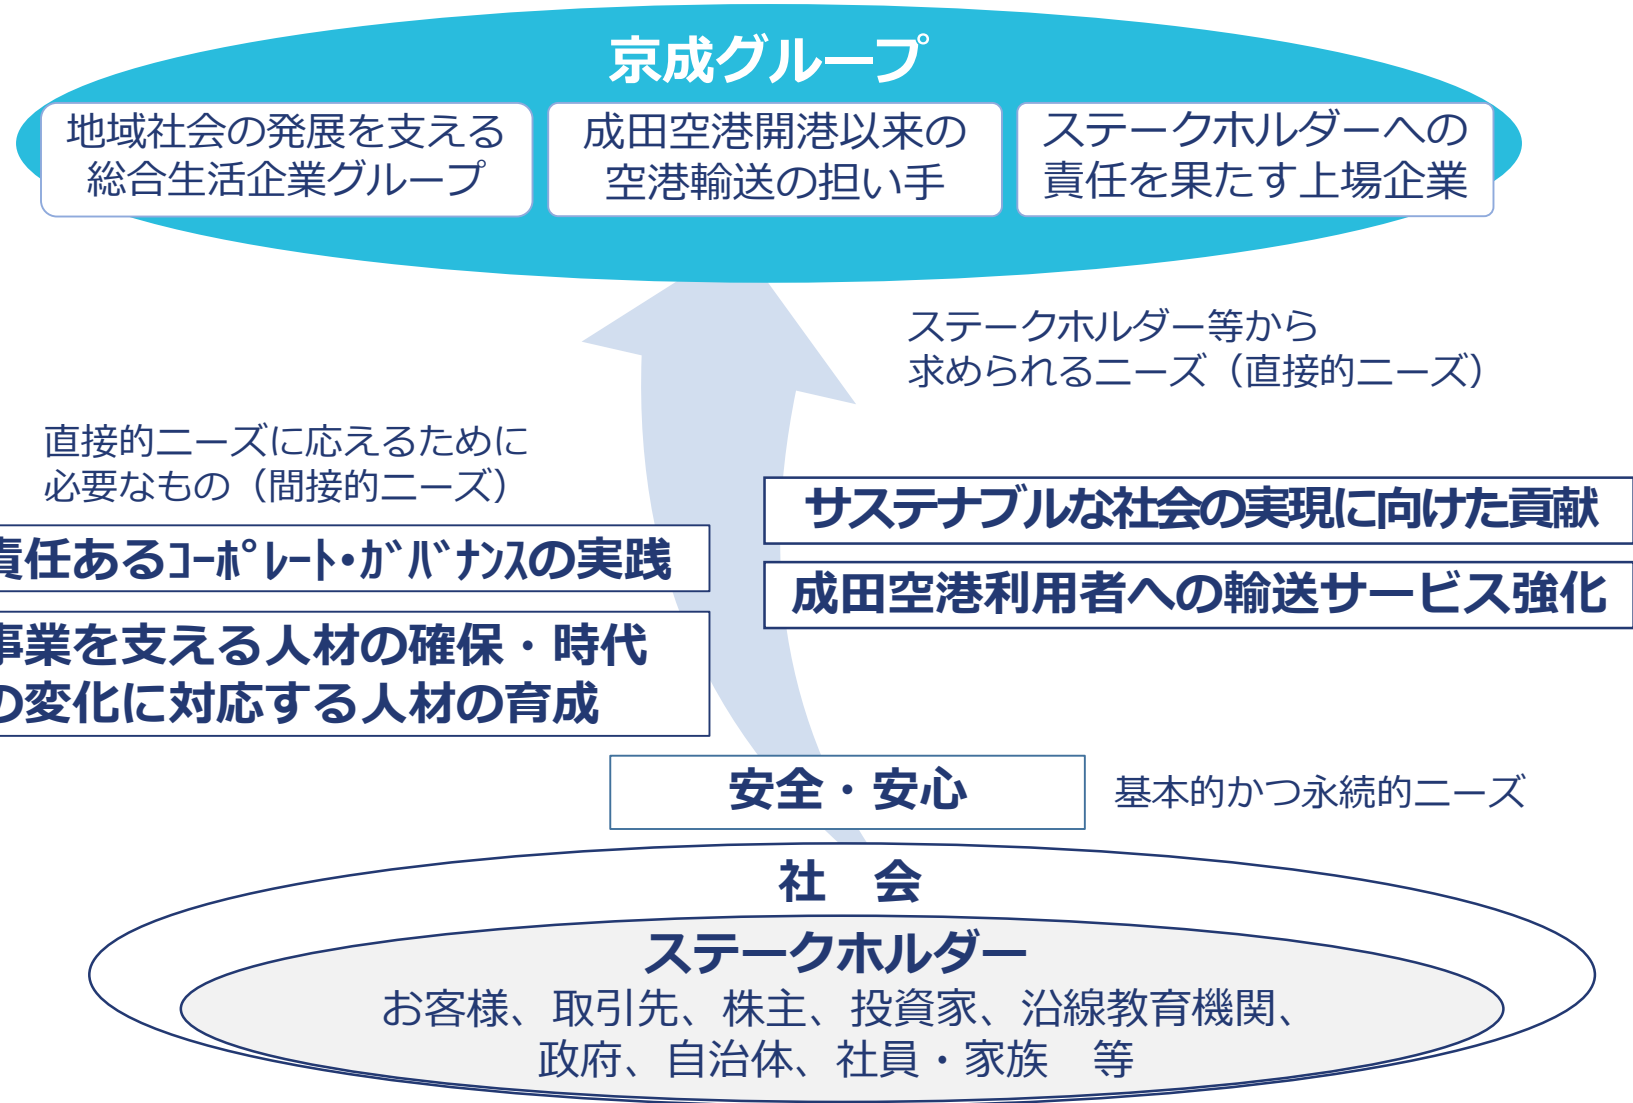 京成グループ
地域社会の発展を支える
総合生活企業グループ
成田空港開港以来の
空港輸送の担い手
ステークホルダーへの
責任を果たす上場企業
ステークホルダー等から
求められるニーズ（直接的ニーズ）
直接的ニーズに応えるために
必要なもの（間接的ニーズ）
サステナブルな社会の実現に向けた貢献
成田空港利用者への輸送サービス強化
責任あるｺｰﾎﾟﾚｰﾄ・ｶﾞﾊﾞﾅﾝｽの実践
事業を支える人材の確保・時代
の変化に対応する人材の育成
安全・安心
基本的かつ永続的ニーズ
社　会
ステークホルダー
お客様、取引先、株主、投資家、沿線教育機関、
政府、自治体、社員・家族　等